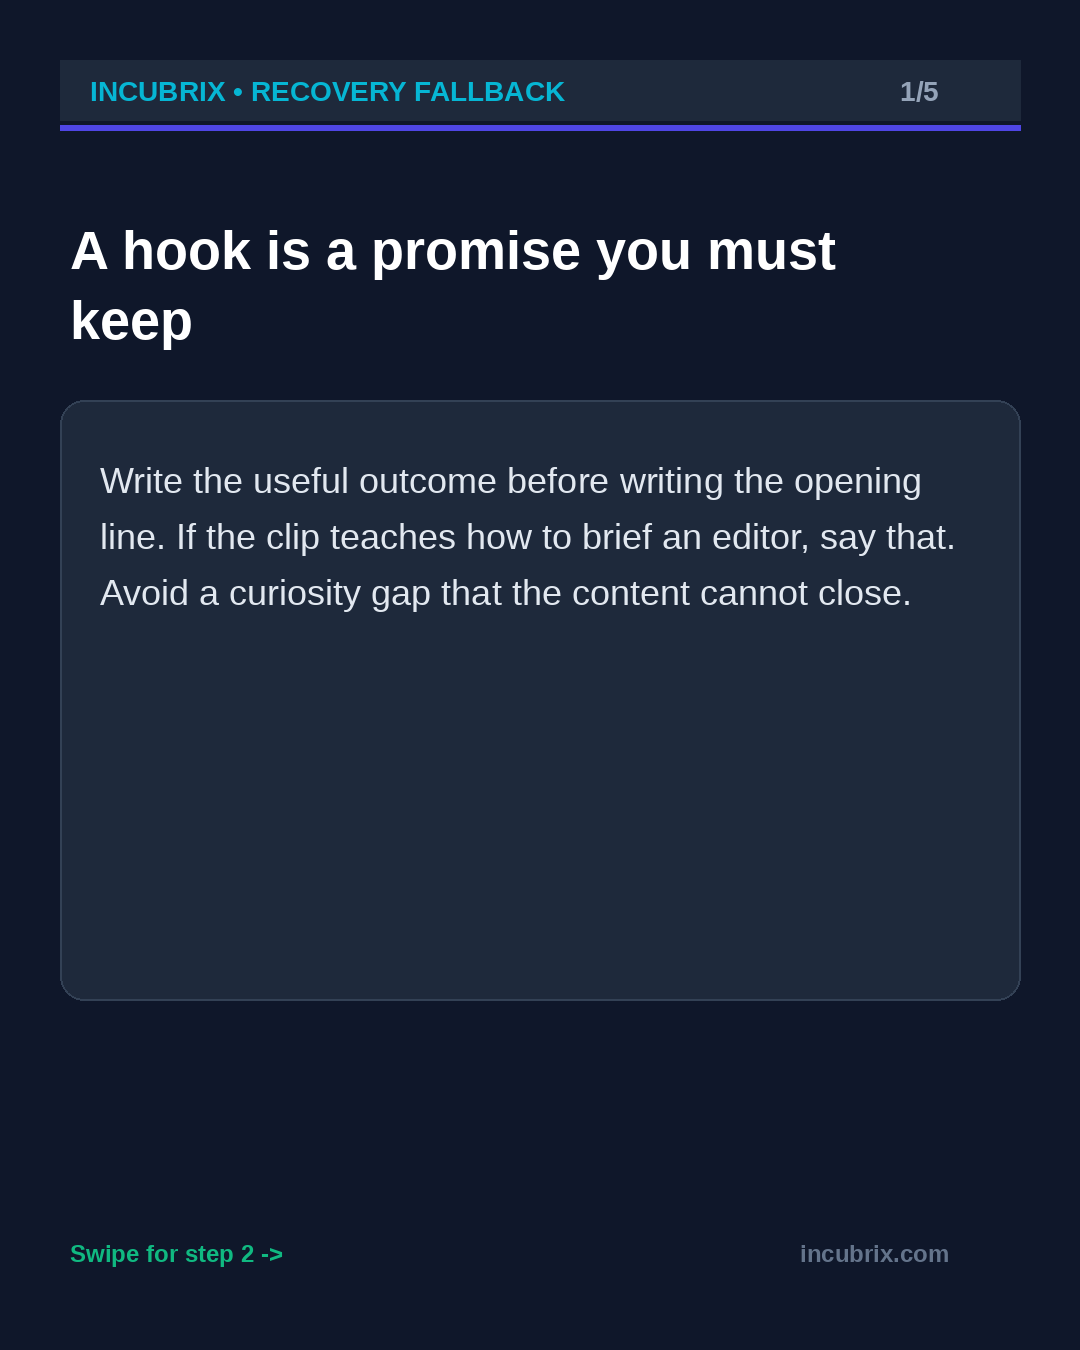 INCUBRIX • RECOVERY FALLBACK 1/5
A hook is a promise you must
keep
Write the useful outcome before writing the opening
line. If the clip teaches how to brief an editor, say that.
Avoid a curiosity gap that the content cannot close.
Swipe for step 2 -> incubrix.com